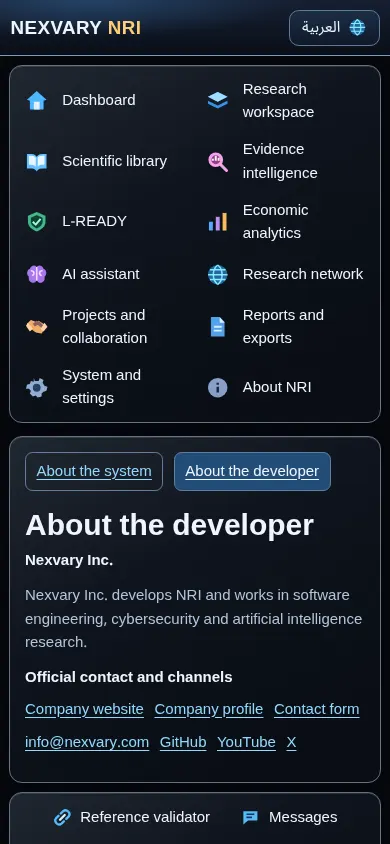 NEXVARY NRI
العربية
Dashboard
Research
workspace
Scientific library
Evidence
intelligence
L-READY
Economic
analytics
AI assistant
Research network
Projects and
collaboration
Reports and
exports
System and
settings
About NRI
About the system
About the developer
About the developer
Nexvary Inc.
Nexvary Inc. develops NRI and works in software
engineering, cybersecurity and artificial intelligence
research.
Official contact and channels
Company website Company profile Contact form
info@nexvary.com GitHub YouTube X
Reference validator
Messages